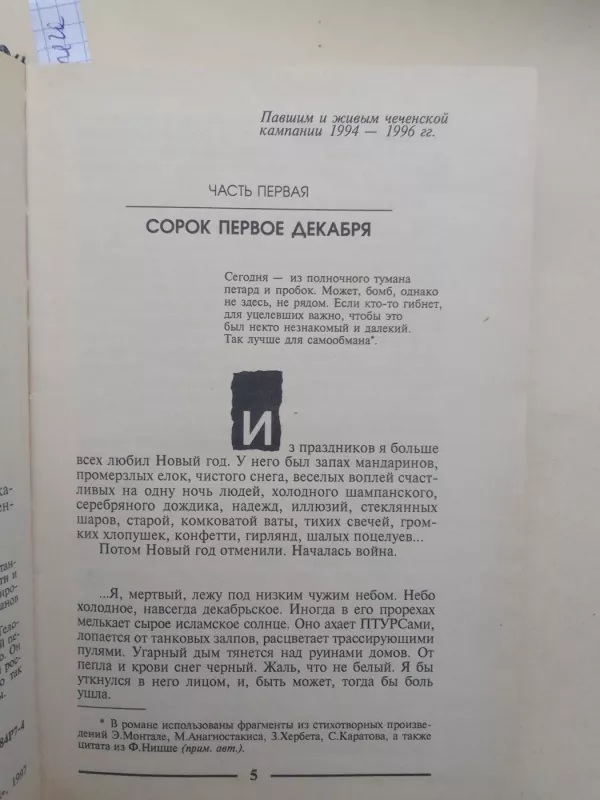 Павшим и живым чеченской
кампании 1994 — 1996 гг.
ЧАСТЬ ПЕРВАЯ
СОРОК ПЕРВОЕ ДЕКАБРЯ
Сегодня — из полночного тумана
петард и пробок. Может, бомб, однако
не здесь, не рядом. Если кто-то гибнет,
для уцелевших важно, чтобы это
был некто незнакомый и далекий.
Так лучше для самообмана*.
Из праздников я больше
всех любил Новый год. У него был запах мандаринов,
промерзлых елок, чистого снега, веселых воплей счаст-
ливых на одну ночь людей, холодного шампанского,
серебряного дождика, надежд, иллюзий, стеклянных
шаров, старой, комковатой ваты, тихих свечей, гром-
ких хлопушек, конфетти, гирлянд, шалых поцелуев...
Потом Новый год отменили. Началась война.
...Я, мертвый, лежу под низким чужим небом. Небо
холодное, навсегда декабрьское. Иногда в его прорехах
мелькает сырое исламское солнце. Оно ахает ПТУРСами,
лопается от танковых залпов, расцветает трассирующими
пулями. Угарный дым тянется над руинами домов. От
пепла и крови снег черный. Жаль, что не белый. Я бы
уткнулся в него лицом, и, быть может, тогда бы боль
ушла.
* В романе использованы фрагменты из стихотворных произве-
дений Э.Монтале, М.Анагностакиса, З.Херберта, С.Каратова, а также
цитата из Ф.Ницше (прим. авт.).
5
84Р7-4
1997